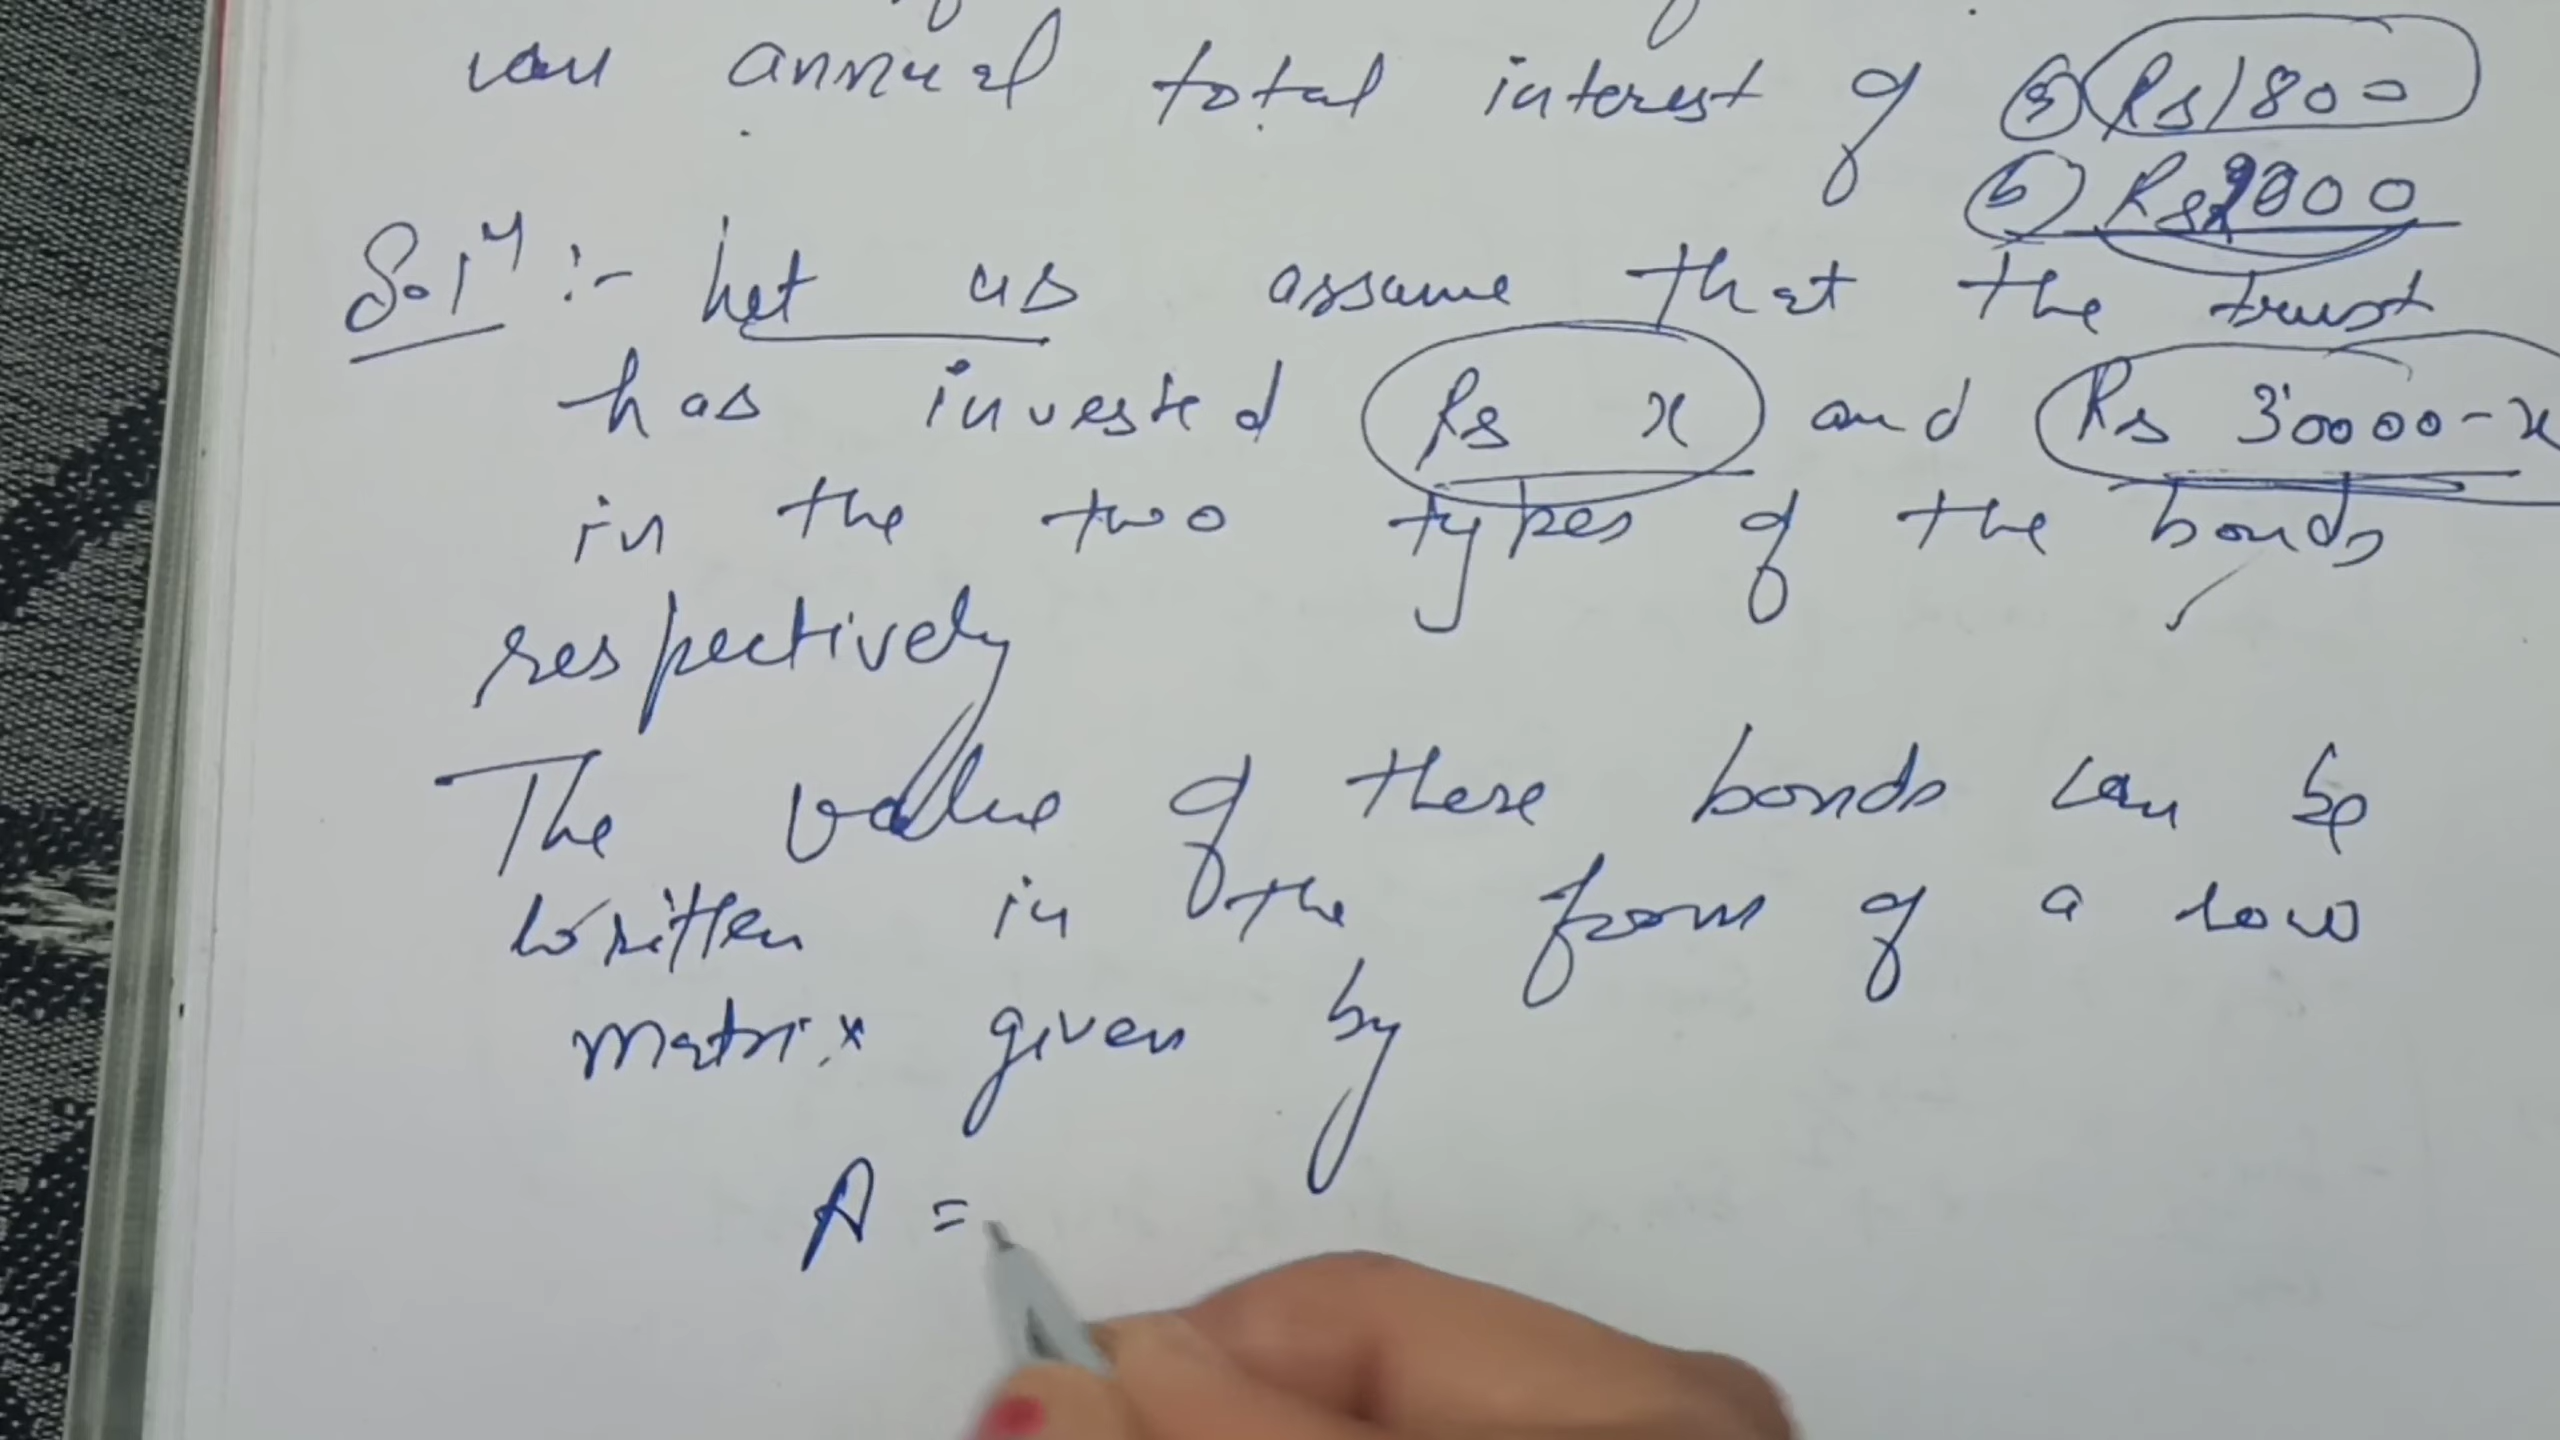 can annual total interest of (a) Rs 1800
(b) Rs 2000
Sol^n :- Let us assume that the trust
has invested Rs x and Rs 30000-x
in the two types of the bonds
respectively
The value of these bonds can be
written in the form of a row
matrix given by
A =